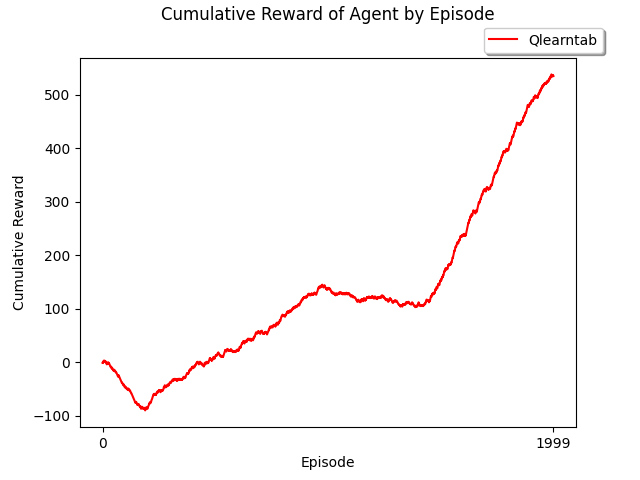 Cumulative Reward of Agent by Episode
Qlearntab
500
400
300
200
100
0
−100
Cumulative Reward
0 1999
Episode